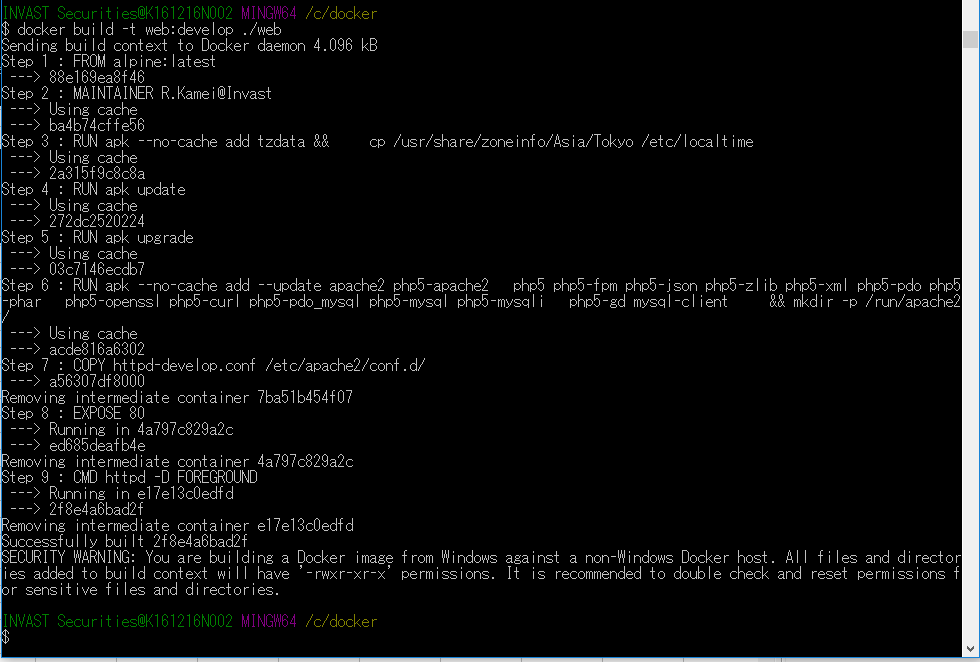 INVAST Securities@K161216N002 MINGW64 /c/docker
$ docker build -t web:develop ./web
Sending build context to Docker daemon 4.096 kB
Step 1 : FROM alpine:latest
 ---> 88e169ea8f46
Step 2 : MAINTAINER R.Kamei@Invast
 ---> Using cache
 ---> ba4b74cffe56
Step 3 : RUN apk --no-cache add tzdata &&     cp /usr/share/zoneinfo/Asia/Tokyo /etc/localtime
 ---> Using cache
 ---> 2a315f9c8c8a
Step 4 : RUN apk update
 ---> Using cache
 ---> 272dc2520224
Step 5 : RUN apk upgrade
 ---> Using cache
 ---> 03c7146ecdb7
Step 6 : RUN apk --no-cache add --update apache2 php5-apache2   php5 php5-fpm php5-json php5-zlib php5-xml php5-pdo php5
-phar   php5-openssl php5-curl php5-pdo_mysql php5-mysql php5-mysqli   php5-gd mysql-client     && mkdir -p /run/apache2
/
 ---> Using cache
 ---> acde816a6302
Step 7 : COPY httpd-develop.conf /etc/apache2/conf.d/
 ---> a56307df8000
Removing intermediate container 7ba51b454f07
Step 8 : EXPOSE 80
 ---> Running in 4a797c829a2c
 ---> ed685deafb4e
Removing intermediate container 4a797c829a2c
Step 9 : CMD httpd -D FOREGROUND
 ---> Running in e17e13c0edfd
 ---> 2f8e4a6bad2f
Removing intermediate container e17e13c0edfd
Successfully built 2f8e4a6bad2f
SECURITY WARNING: You are building a Docker image from Windows against a non-Windows Docker host. All files and director
ies added to build context will have '-rwxr-xr-x' permissions. It is recommended to double check and reset permissions f
or sensitive files and directories.
INVAST Securities@K161216N002 MINGW64 /c/docker
$